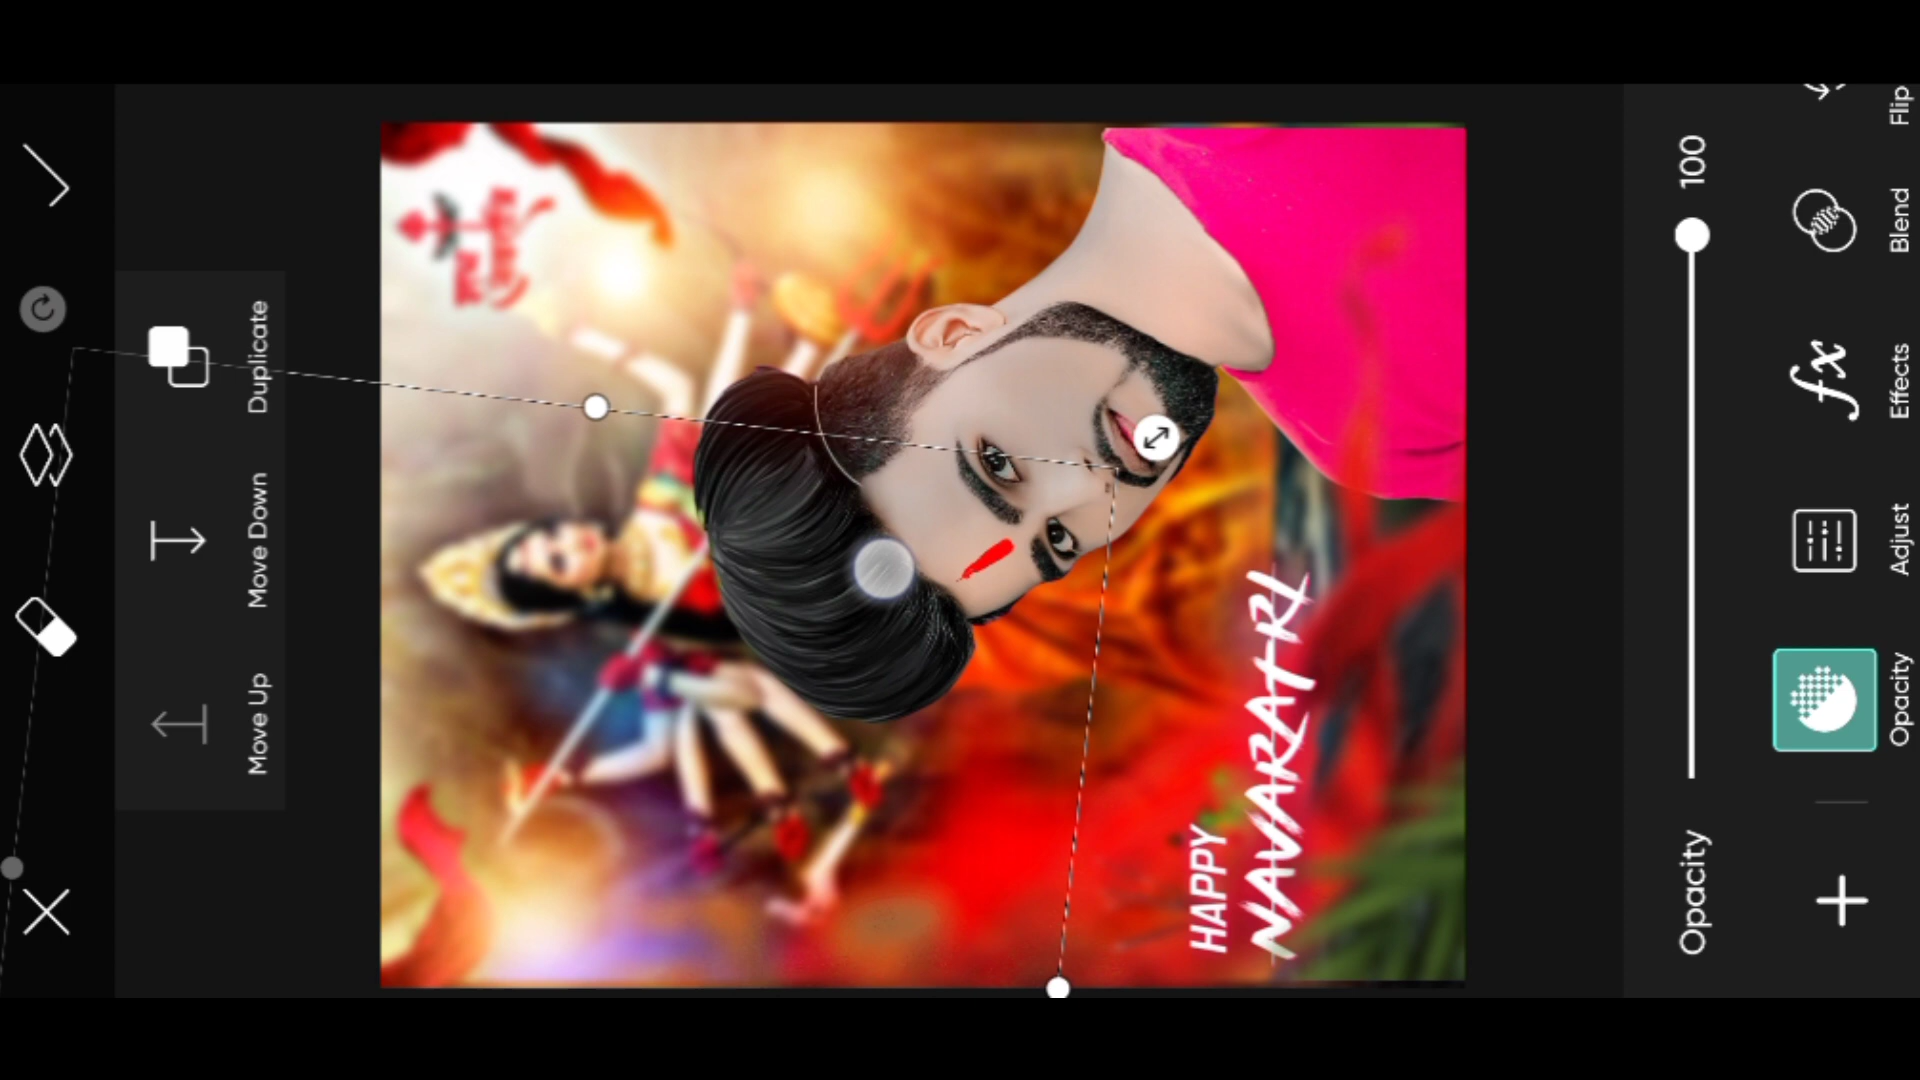 Move Up Move Down Duplicate
HAPPY
NAVARATRI
Opacity 100
Opacity Adjust Effects Blend Flip